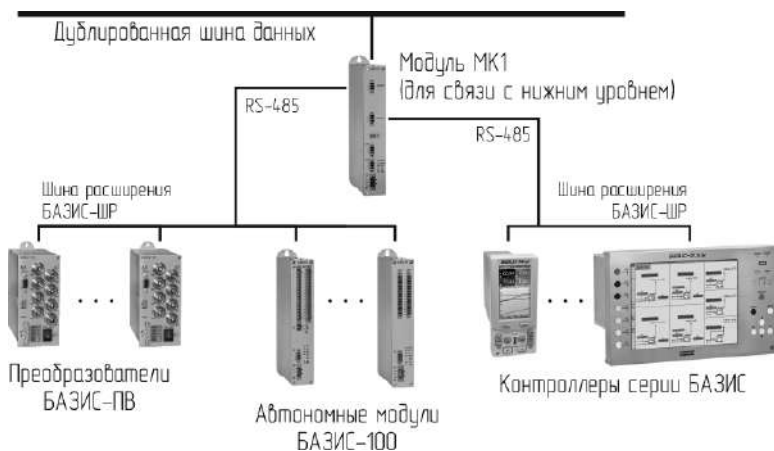 Дублированная шина данных
Модуль МК1
(для связи с нижним уровнем)
RS-485
RS-485
Шина расширения
БАЗИС-ШР
Шина расширения
БАЗИС-ШР
Преобразователи
БАЗИС-ПВ
Автономные модули
БАЗИС-100
Контроллеры серии БАЗИС